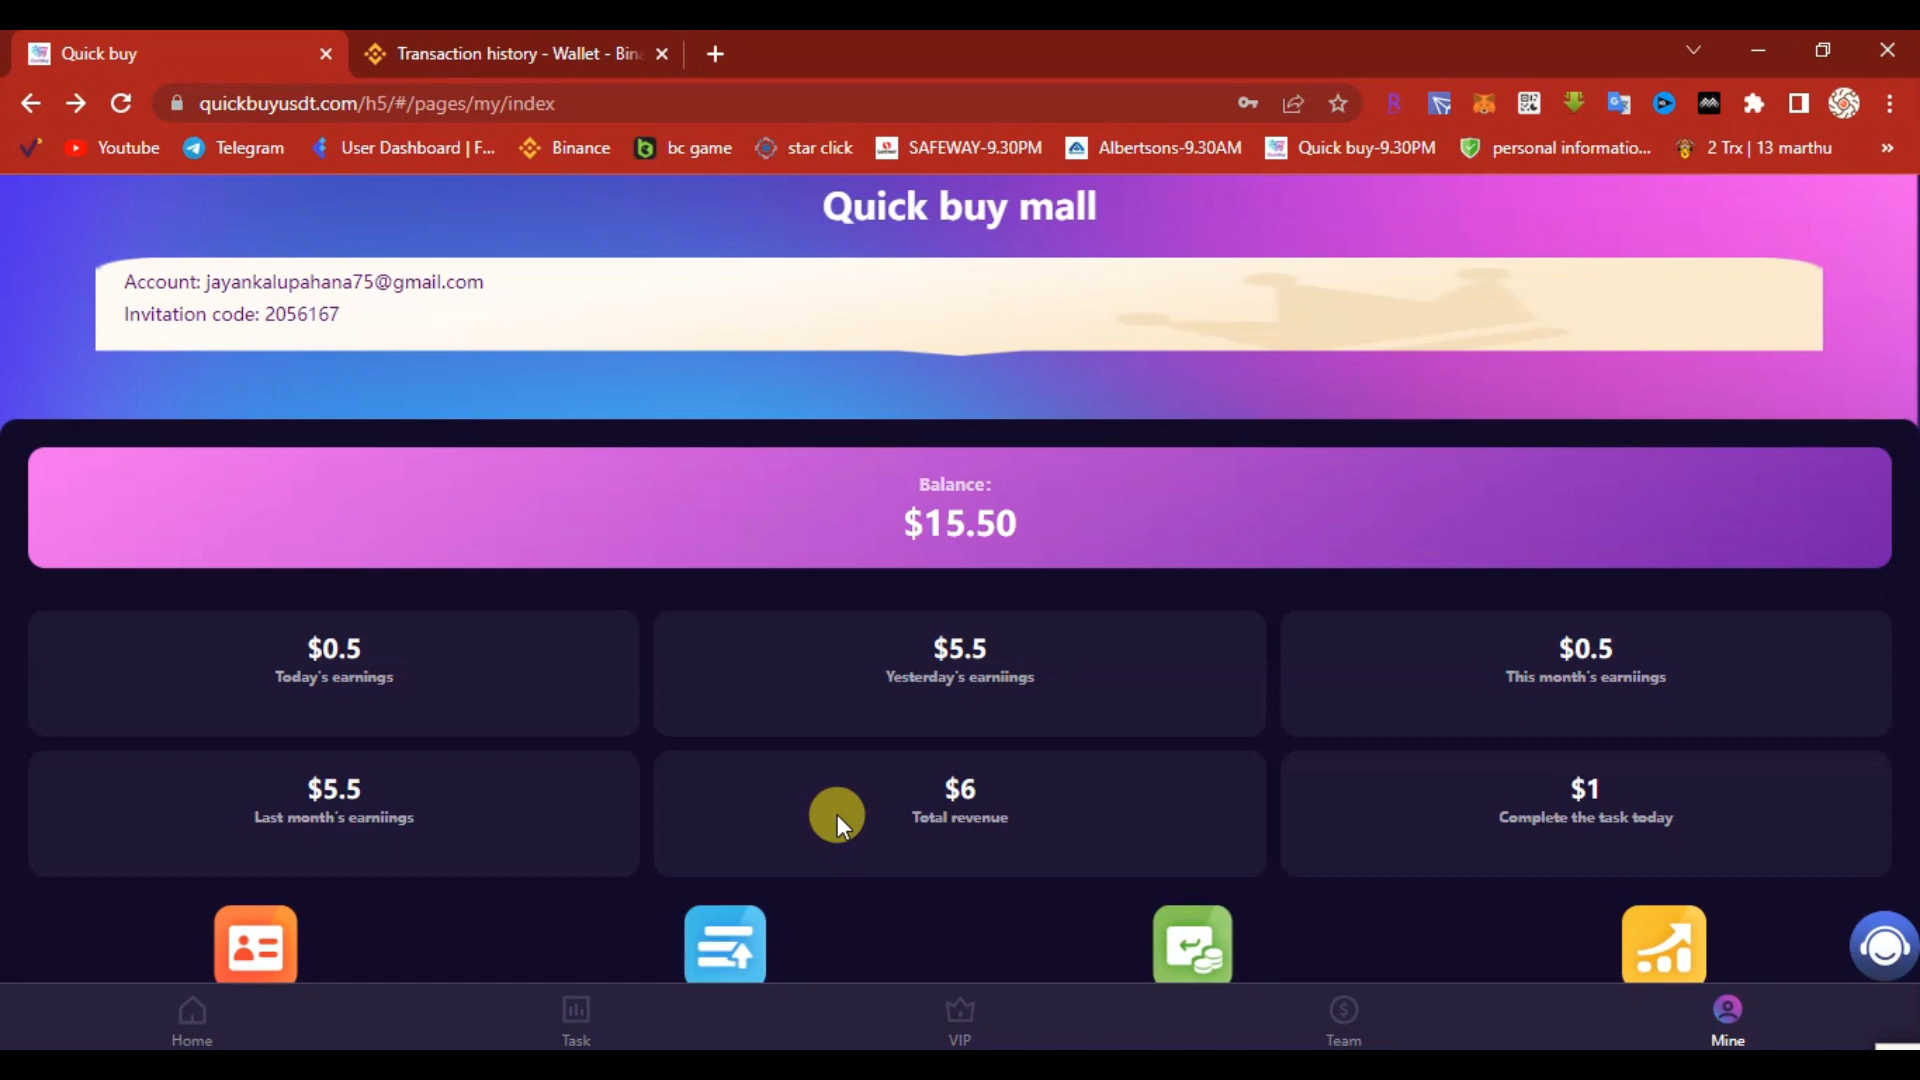 Quick buy
Transaction history - Wallet - Bin
quickbuyusdt.com/h5/#/pages/my/index
Youtube
Telegram
User Dashboard | F...
Binance
bc game
star click
SAFEWAY-9.30PM
Albertsons-9.30AM
Quick buy-9.30PM
personal informatio...
2 Trx | 13 marthu
»
Quick buy mall
Account: jayankalupahana75@gmail.com
Invitation code: 2056167
Balance:
$15.50
$0.5
Today's earnings
$5.5
Yesterday's earniings
$0.5
This month's earniings
$5.5
Last month's earniings
$6
Total revenue
$1
Complete the task today
Home
Task
VIP
Team
Mine